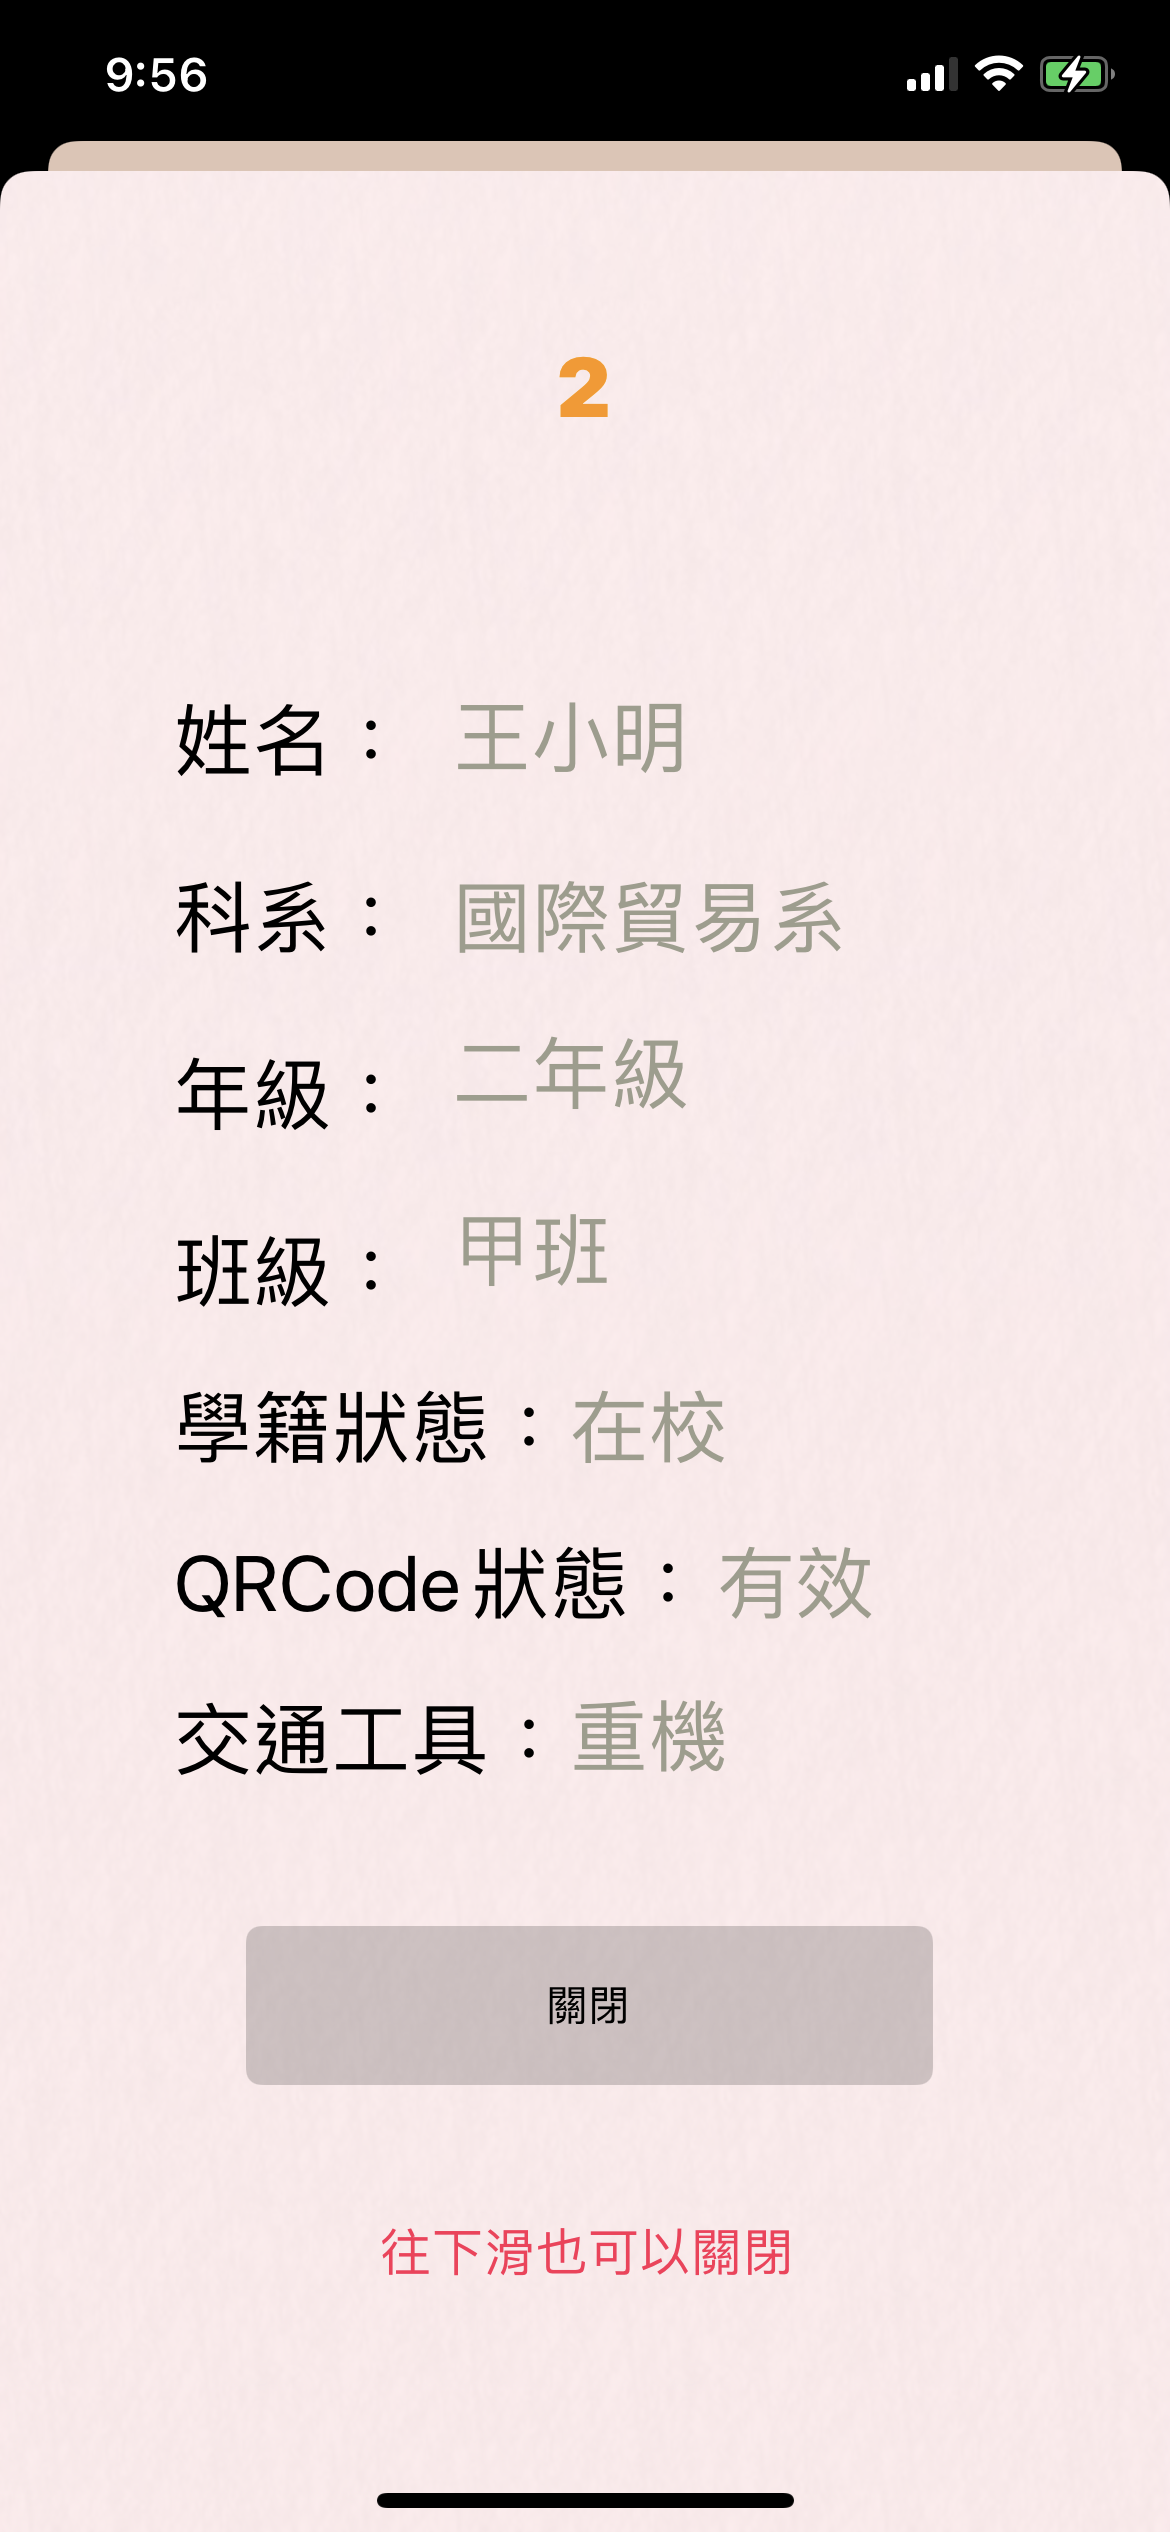 9:56
2
姓名：王小明
科系：國際貿易系
年級：二年級
班級：甲班
學籍狀態：在校
QRCode狀態：有效
交通工具：重機
關閉
往下滑也可以關閉